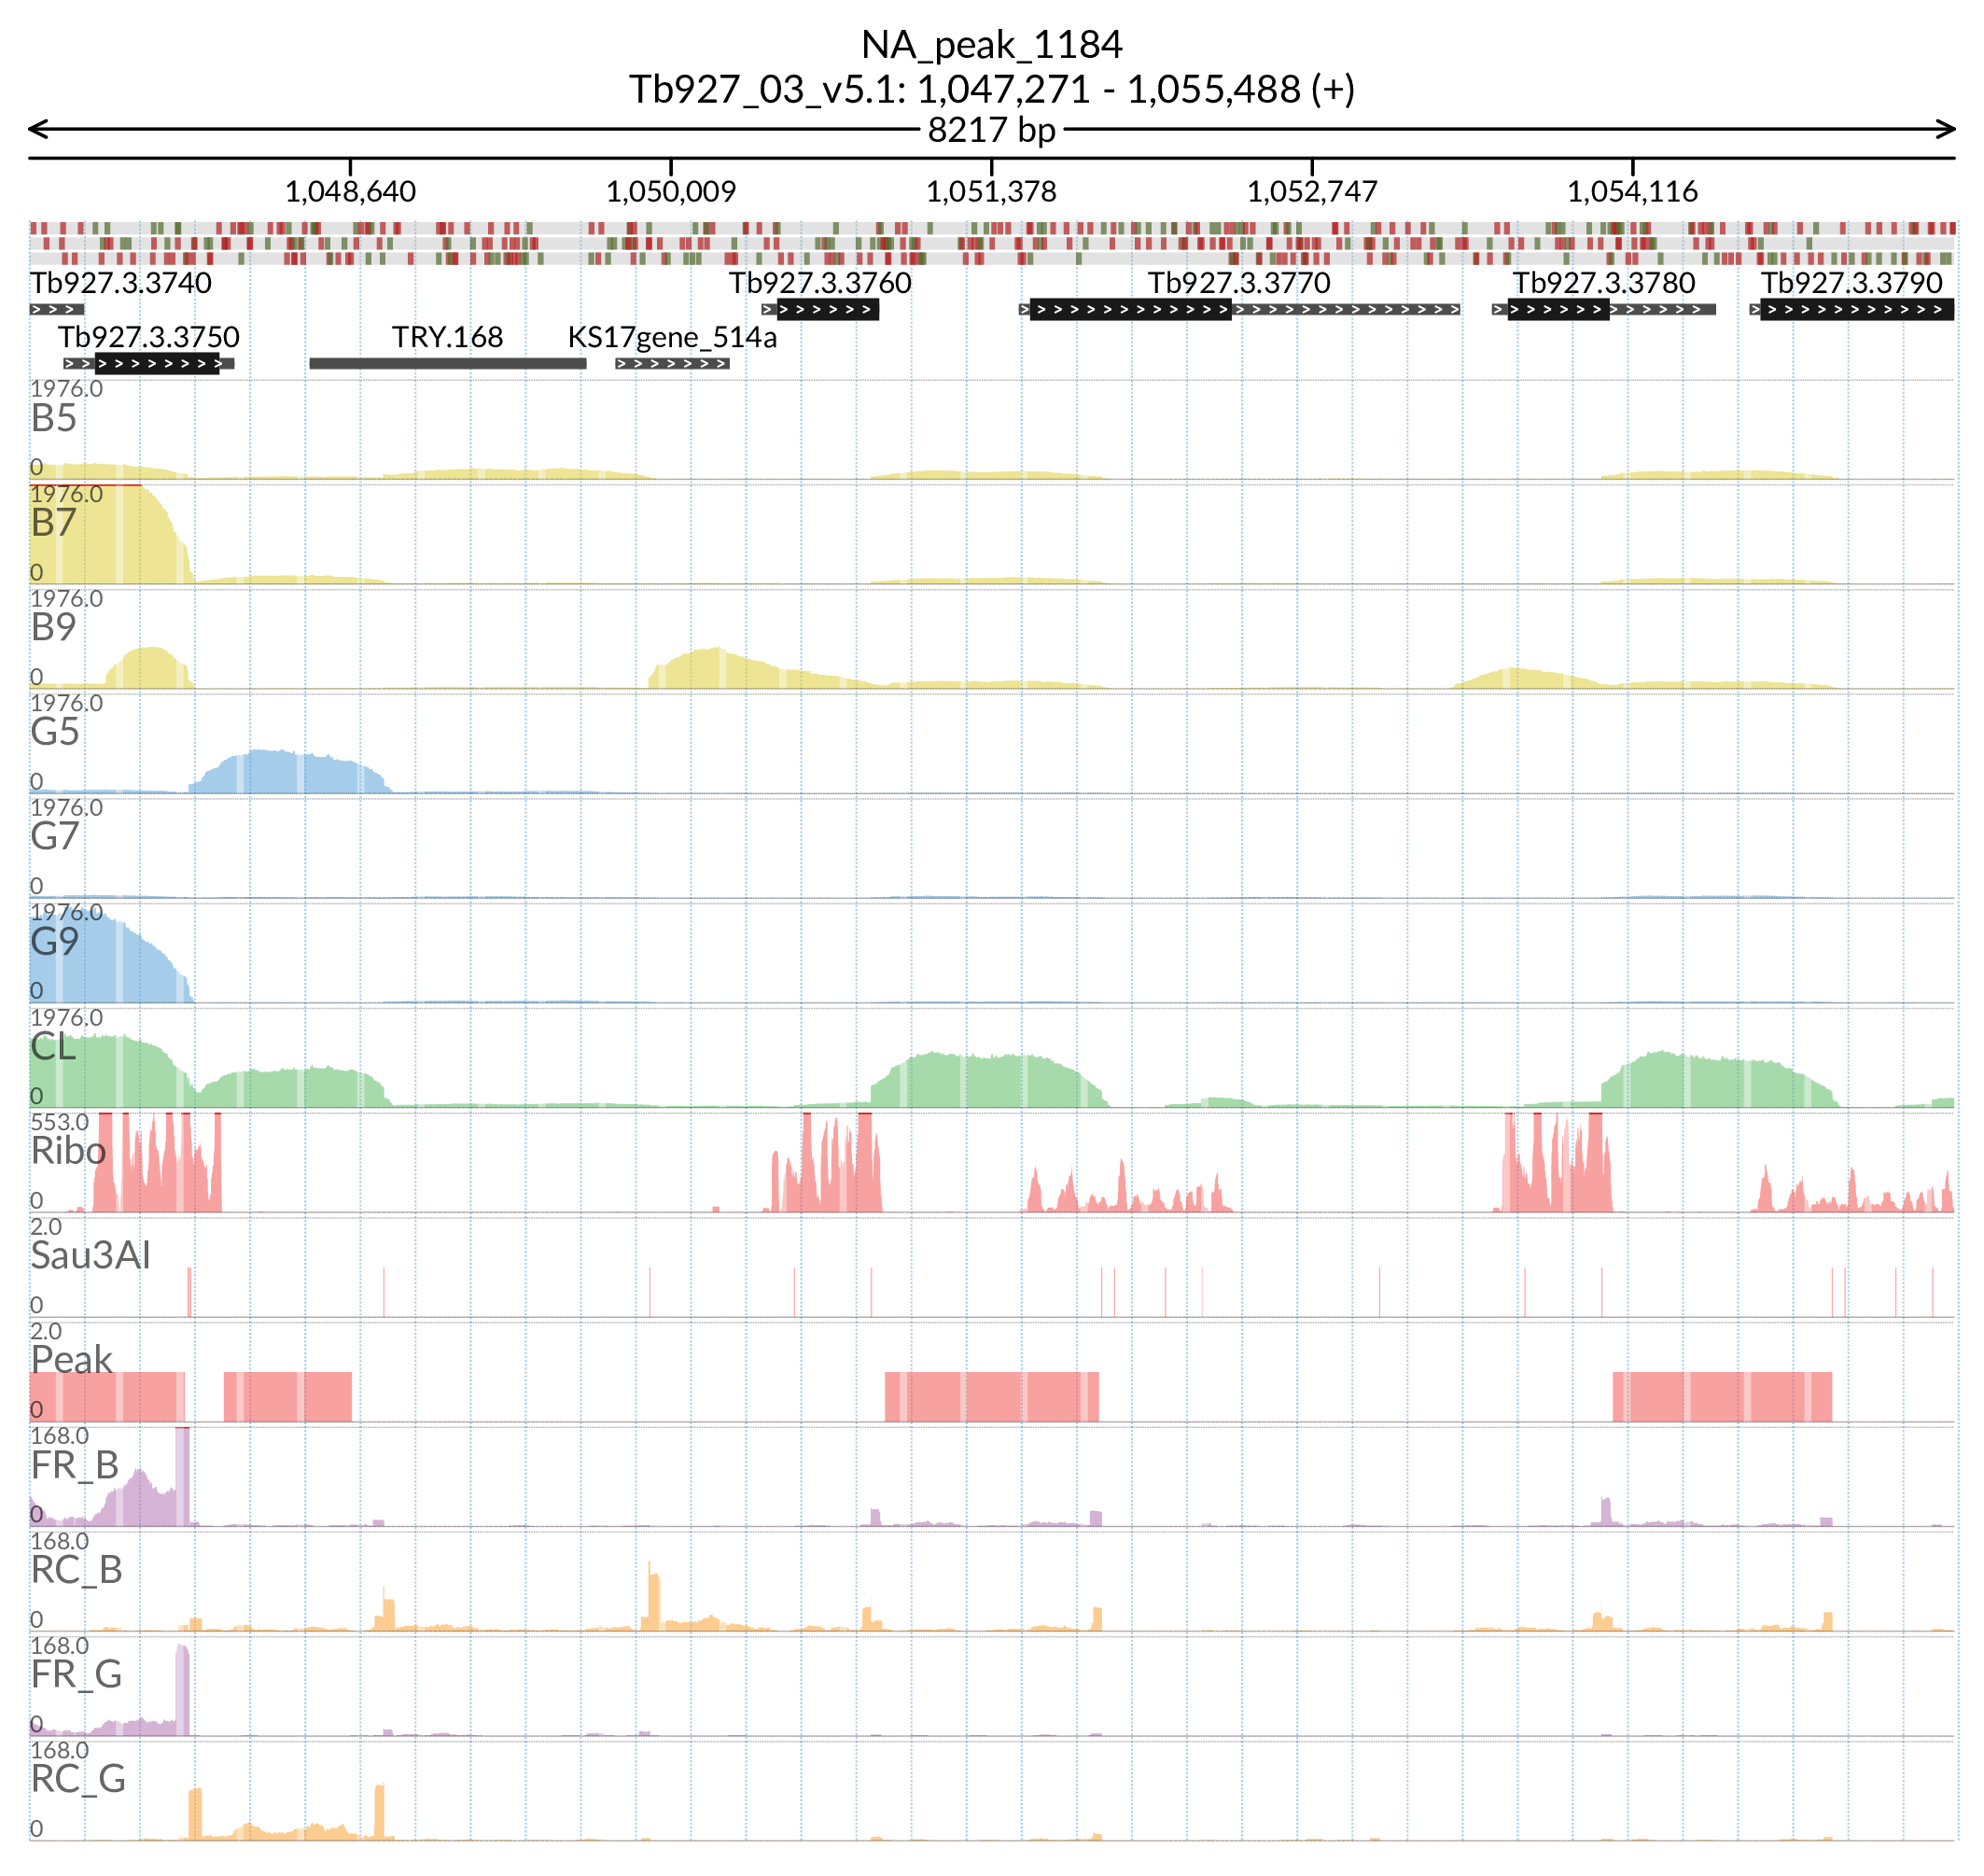 NA_peak_1184
Tb927_03_v5.1: 1,047,271 - 1,055,488 (+)
8217 bp
1,048,640 1,050,009 1,051,378 1,052,747 1,054,116
Tb927.3.3740 Tb927.3.3760 Tb927.3.3770 Tb927.3.3780 Tb927.3.3790
Tb927.3.3750 TRY.168 KS17gene_514a
1976.0
B5
0
1976.0
B7
0
1976.0
B9
0
1976.0
G5
0
1976.0
G7
0
1976.0
G9
0
1976.0
CL
0
553.0
Ribo
0
2.0
Sau3AI
0
2.0
Peak
0
168.0
FR_B
0
168.0
RC_B
0
168.0
FR_G
0
168.0
RC_G
0